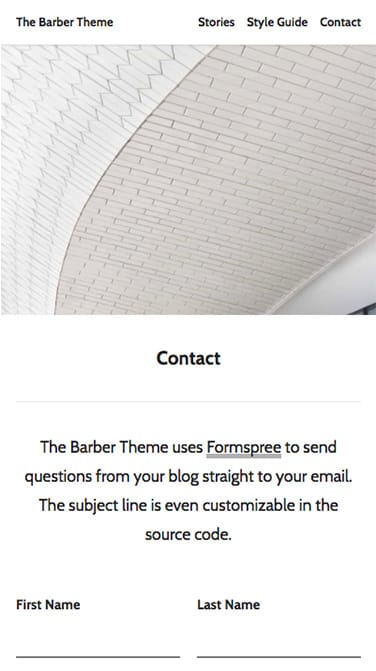 The Barber Theme Stories Style Guide Contact
Contact
The Barber Theme uses Formspree to send
questions from your blog straight to your email.
The subject line is even customizable in the
source code.
First Name Last Name